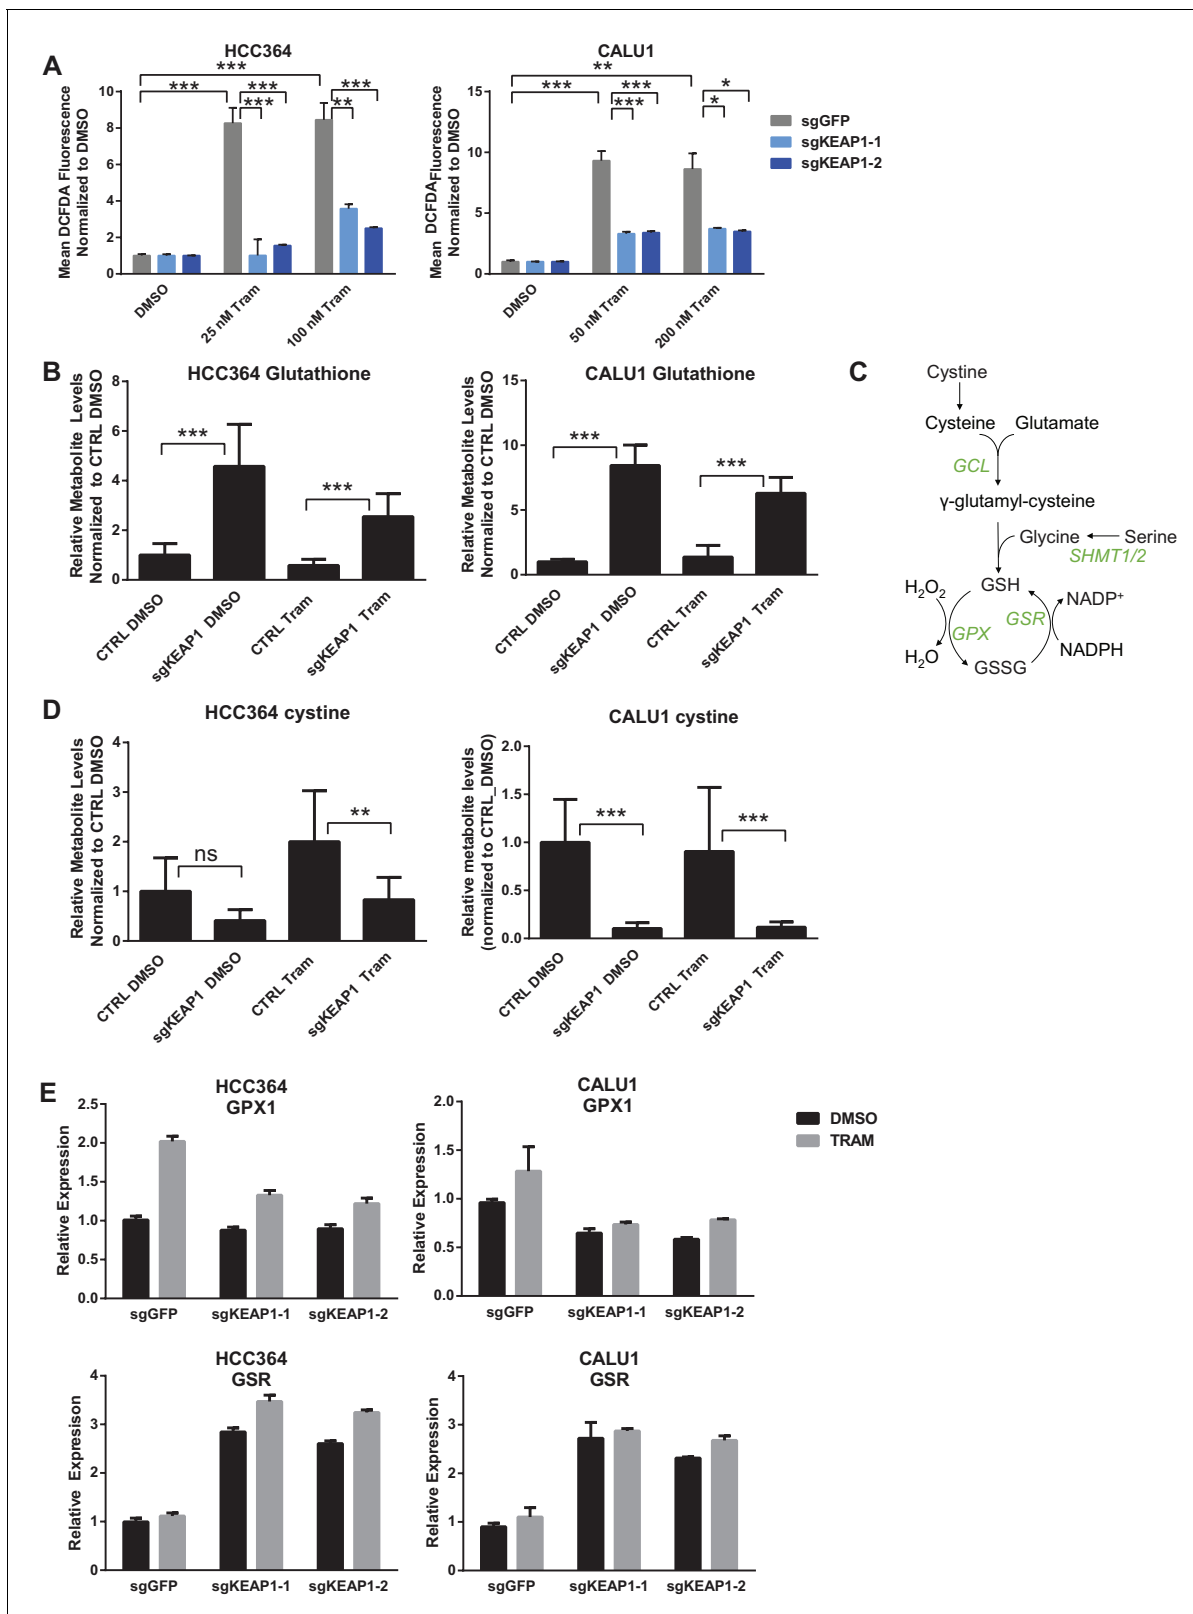 A
HCC364
CALU1
Mean DCFDA Fluorescence
Normalized to DMSO
10
8
6
4
2
0
***
***
***
***
***
**
DMSO
25 nM Tram
100 nM Tram
Mean DCFDA Fluorescence
Normalized to DMSO
15
10
5
0
**
***
***
***
*
*
DMSO
50 nM Tram
200 nM Tram
sgGFP
sgKEAP1-1
sgKEAP1-2
B
HCC364 Glutathione
Relative Metabolite Levels
Normalized to CTRL DMSO
8
6
4
2
0
***
***
CTRL DMSO
sgKEAP1 DMSO
CTRL Tram
sgKEAP1 Tram
CALU1 Glutathione
Relative Metabolite Levels
Normalized to CTRL DMSO
15
10
5
0
***
***
CTRL DMSO
sgKEAP1 DMSO
CTRL Tram
sgKEAP1 Tram
C
Cystine
Cysteine
Glutamate
GCL
γ-glutamyl-cysteine
Glycine
Serine
SHMT1/2
H2O2
GSH
NADP+
GPX
GSR
H2O
GSSG
NADPH
D
HCC364 cystine
Relative Metabolite Levels
Normalized to CTRL DMSO
4
3
2
1
0
ns
**
CTRL DMSO
sgKEAP1 DMSO
CTRL Tram
sgKEAP1 Tram
CALU1 cystine
Relative metabolite levels
(normalized to CTRL_DMSO)
2.0
1.5
1.0
0.5
0.0
***
***
CTRL DMSO
sgKEAP1 DMSO
CTRL Tram
sgKEAP1 Tram
E
HCC364
GPX1
Relative Expression
2.5
2.0
1.5
1.0
0.5
0.0
sgGFP
sgKEAP1-1
sgKEAP1-2
CALU1
GPX1
Relative Expression
2.0
1.5
1.0
0.5
0.0
sgGFP
sgKEAP1-1
sgKEAP1-2
DMSO
TRAM
HCC364
GSR
Relative Expresison
4
3
2
1
0
sgGFP
sgKEAP1-1
sgKEAP1-2
CALU1
GSR
Relative Expression
4
3
2
1
0
sgGFP
sgKEAP1-1
sgKEAP1-2